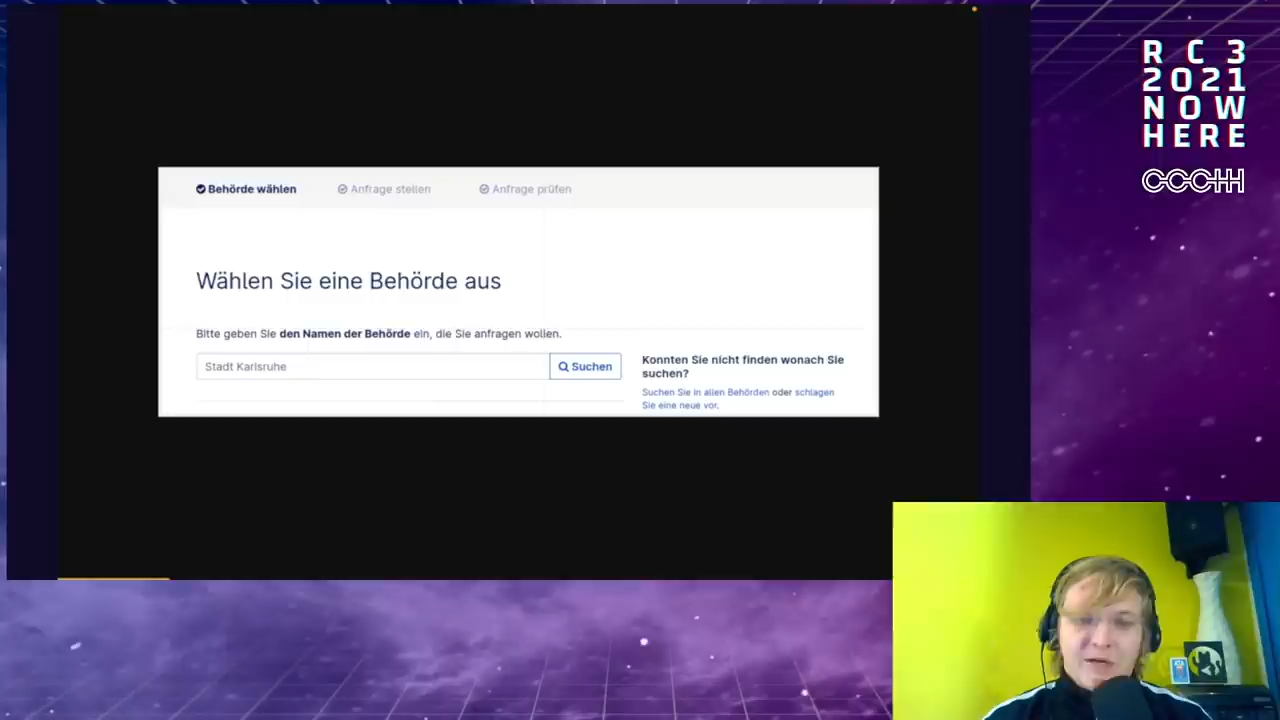 R C 3
2021
NOW
HERE
CCCHH
Behörde wählen
Anfrage stellen
Anfrage prüfen
Wählen Sie eine Behörde aus
Bitte geben Sie den Namen der Behörde ein, die Sie anfragen wollen.
Stadt Karlsruhe
Suchen
Konnten Sie nicht finden wonach Sie
suchen?
Suchen Sie in allen Behörden oder schlagen
Sie eine neue vor.